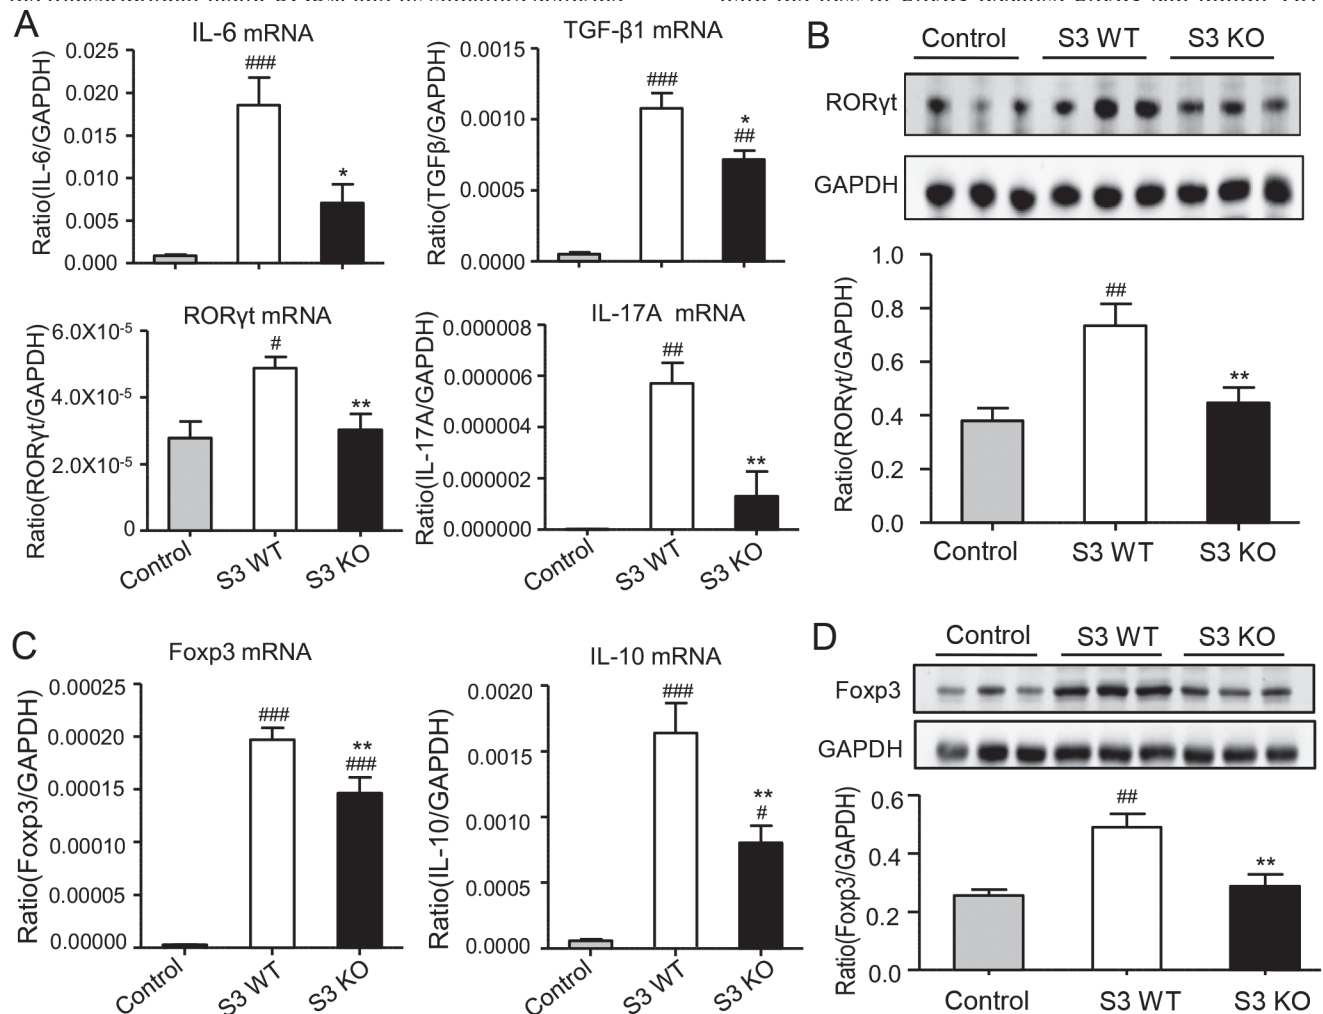 A
IL-6 mRNA
Ratio(IL-6/GAPDH)
0.025
0.020
0.015
0.010
0.005
0.000
###
*
TGF-β1 mRNA
Ratio(TGFβ/GAPDH)
0.0015
0.0010
0.0005
0.0000
###
*
##
RORγt mRNA
Ratio(RORγt/GAPDH)
6.0X10-5
4.0X10-5
2.0X10-5
0
#
**
Control
S3 WT
S3 KO
IL-17A mRNA
Ratio(IL-17A/GAPDH)
0.000008
0.000006
0.000004
0.000002
0.000000
##
**
Control
S3 WT
S3 KO
B
Control S3 WT S3 KO
RORγt
GAPDH
Ratio(RORγt/GAPDH)
1.0
0.8
0.6
0.4
0.2
0.0
##
**
Control S3 WT S3 KO
C
Foxp3 mRNA
Ratio(Foxp3/GAPDH)
0.00025
0.00020
0.00015
0.00010
0.00005
0.00000
###
**
###
Control
S3 WT
S3 KO
IL-10 mRNA
Ratio(IL-10/GAPDH)
0.0020
0.0015
0.0010
0.0005
0.0000
###
**
#
Control
S3 WT
S3 KO
D
Control S3 WT S3 KO
Foxp3
GAPDH
Ratio(Foxp3/GAPDH)
0.6
0.4
0.2
0.0
##
**
Control S3 WT S3 KO